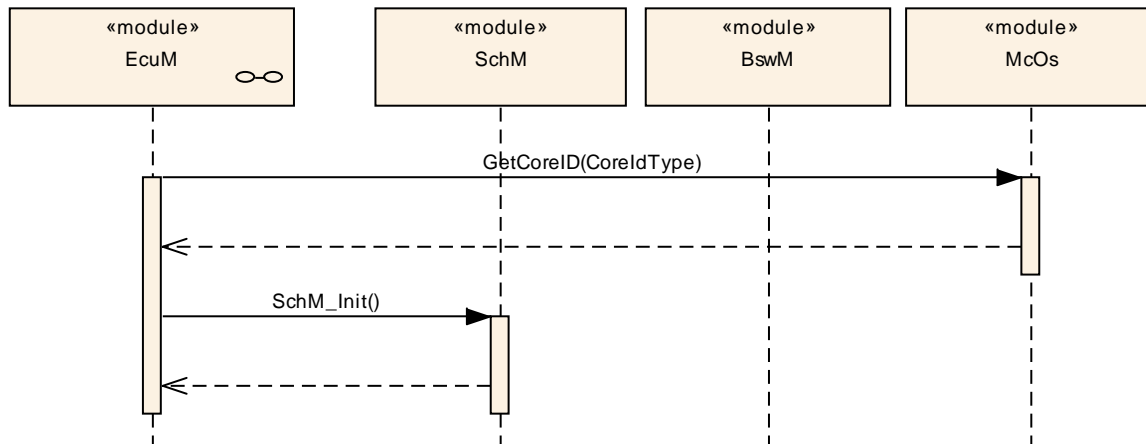 «module»
EcuM
«module»
SchM
«module»
BswM
«module»
McOs
GetCoreID(CoreIdType)
SchM_Init()